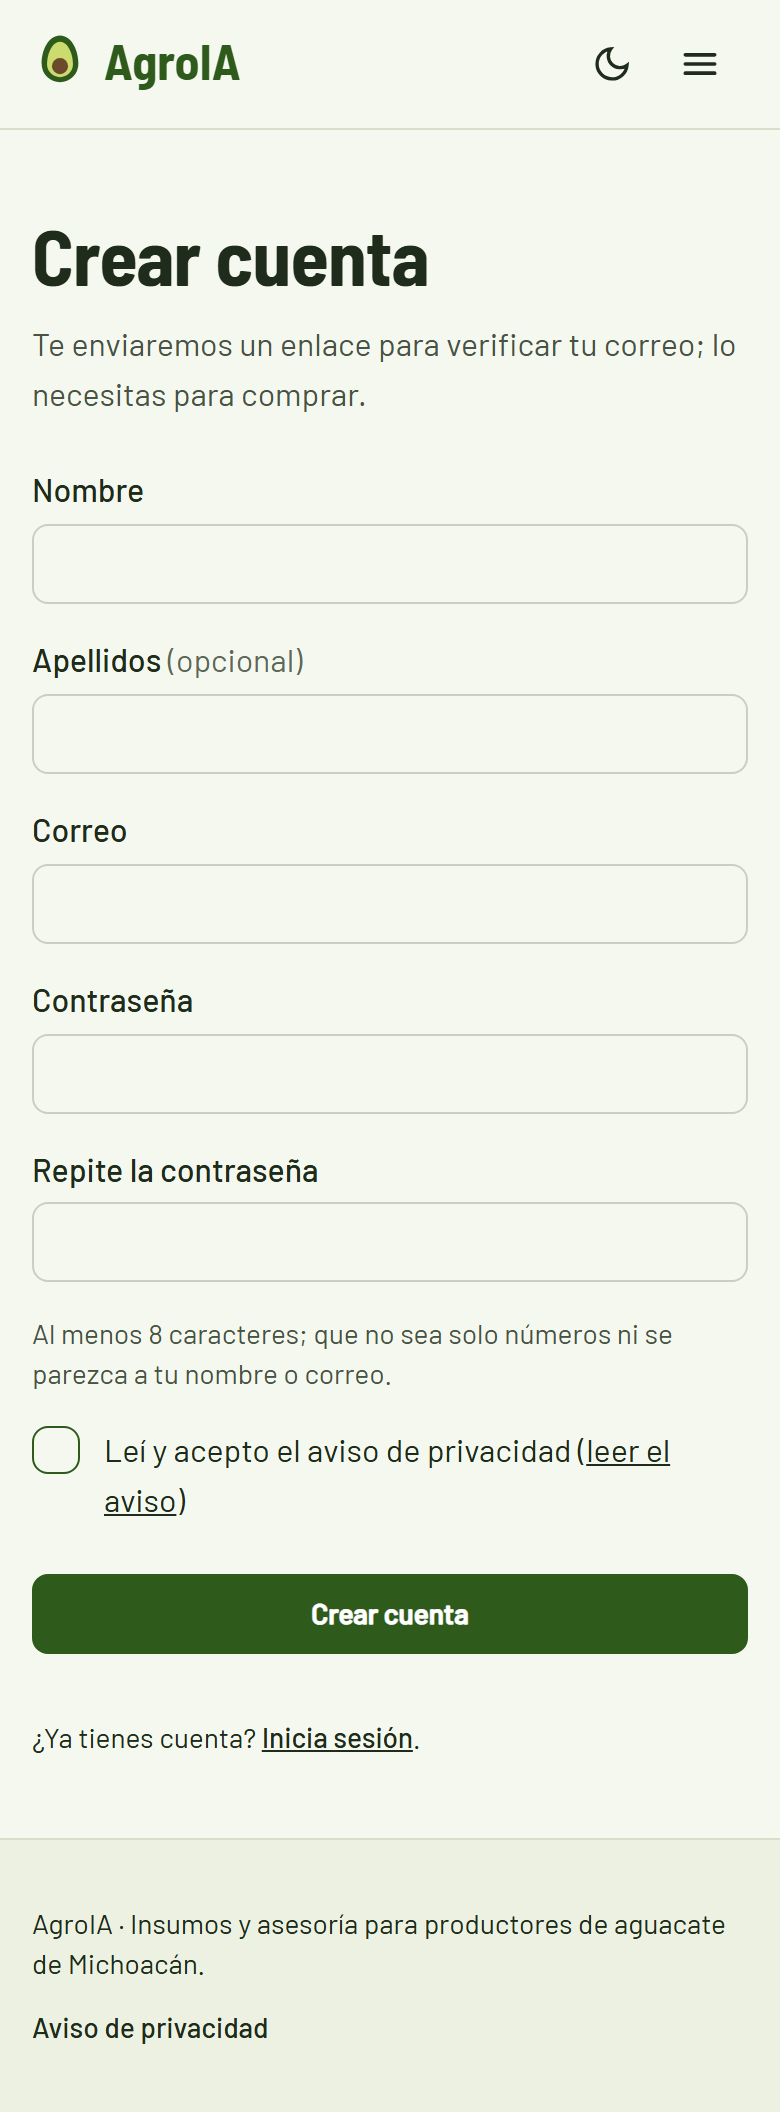 AgroIA
Crear cuenta
Te enviaremos un enlace para verificar tu correo; lo
necesitas para comprar.
Nombre
Apellidos (opcional)
Correo
Contraseña
Repite la contraseña
Al menos 8 caracteres; que no sea solo números ni se
parezca a tu nombre o correo.
Leí y acepto el aviso de privacidad (leer el
aviso)
Crear cuenta
¿Ya tienes cuenta? Inicia sesión.
AgroIA · Insumos y asesoría para productores de aguacate
de Michoacán.
Aviso de privacidad